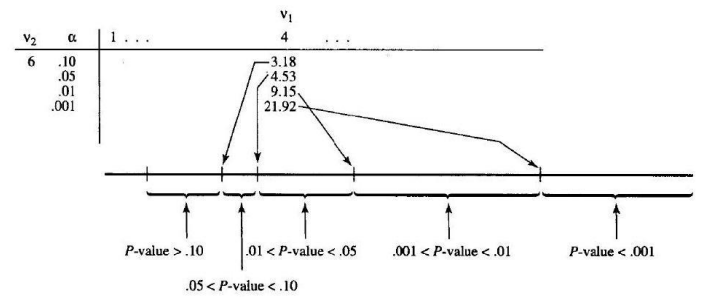 ν₁
ν₂ α 1 . . . 4 . . .
6 .10 3.18
.05 4.53
.01 9.15
.001 21.92
P-value > .10 .01 < P-value < .05 .001 < P-value < .01 P-value < .001
.05 < P-value < .10